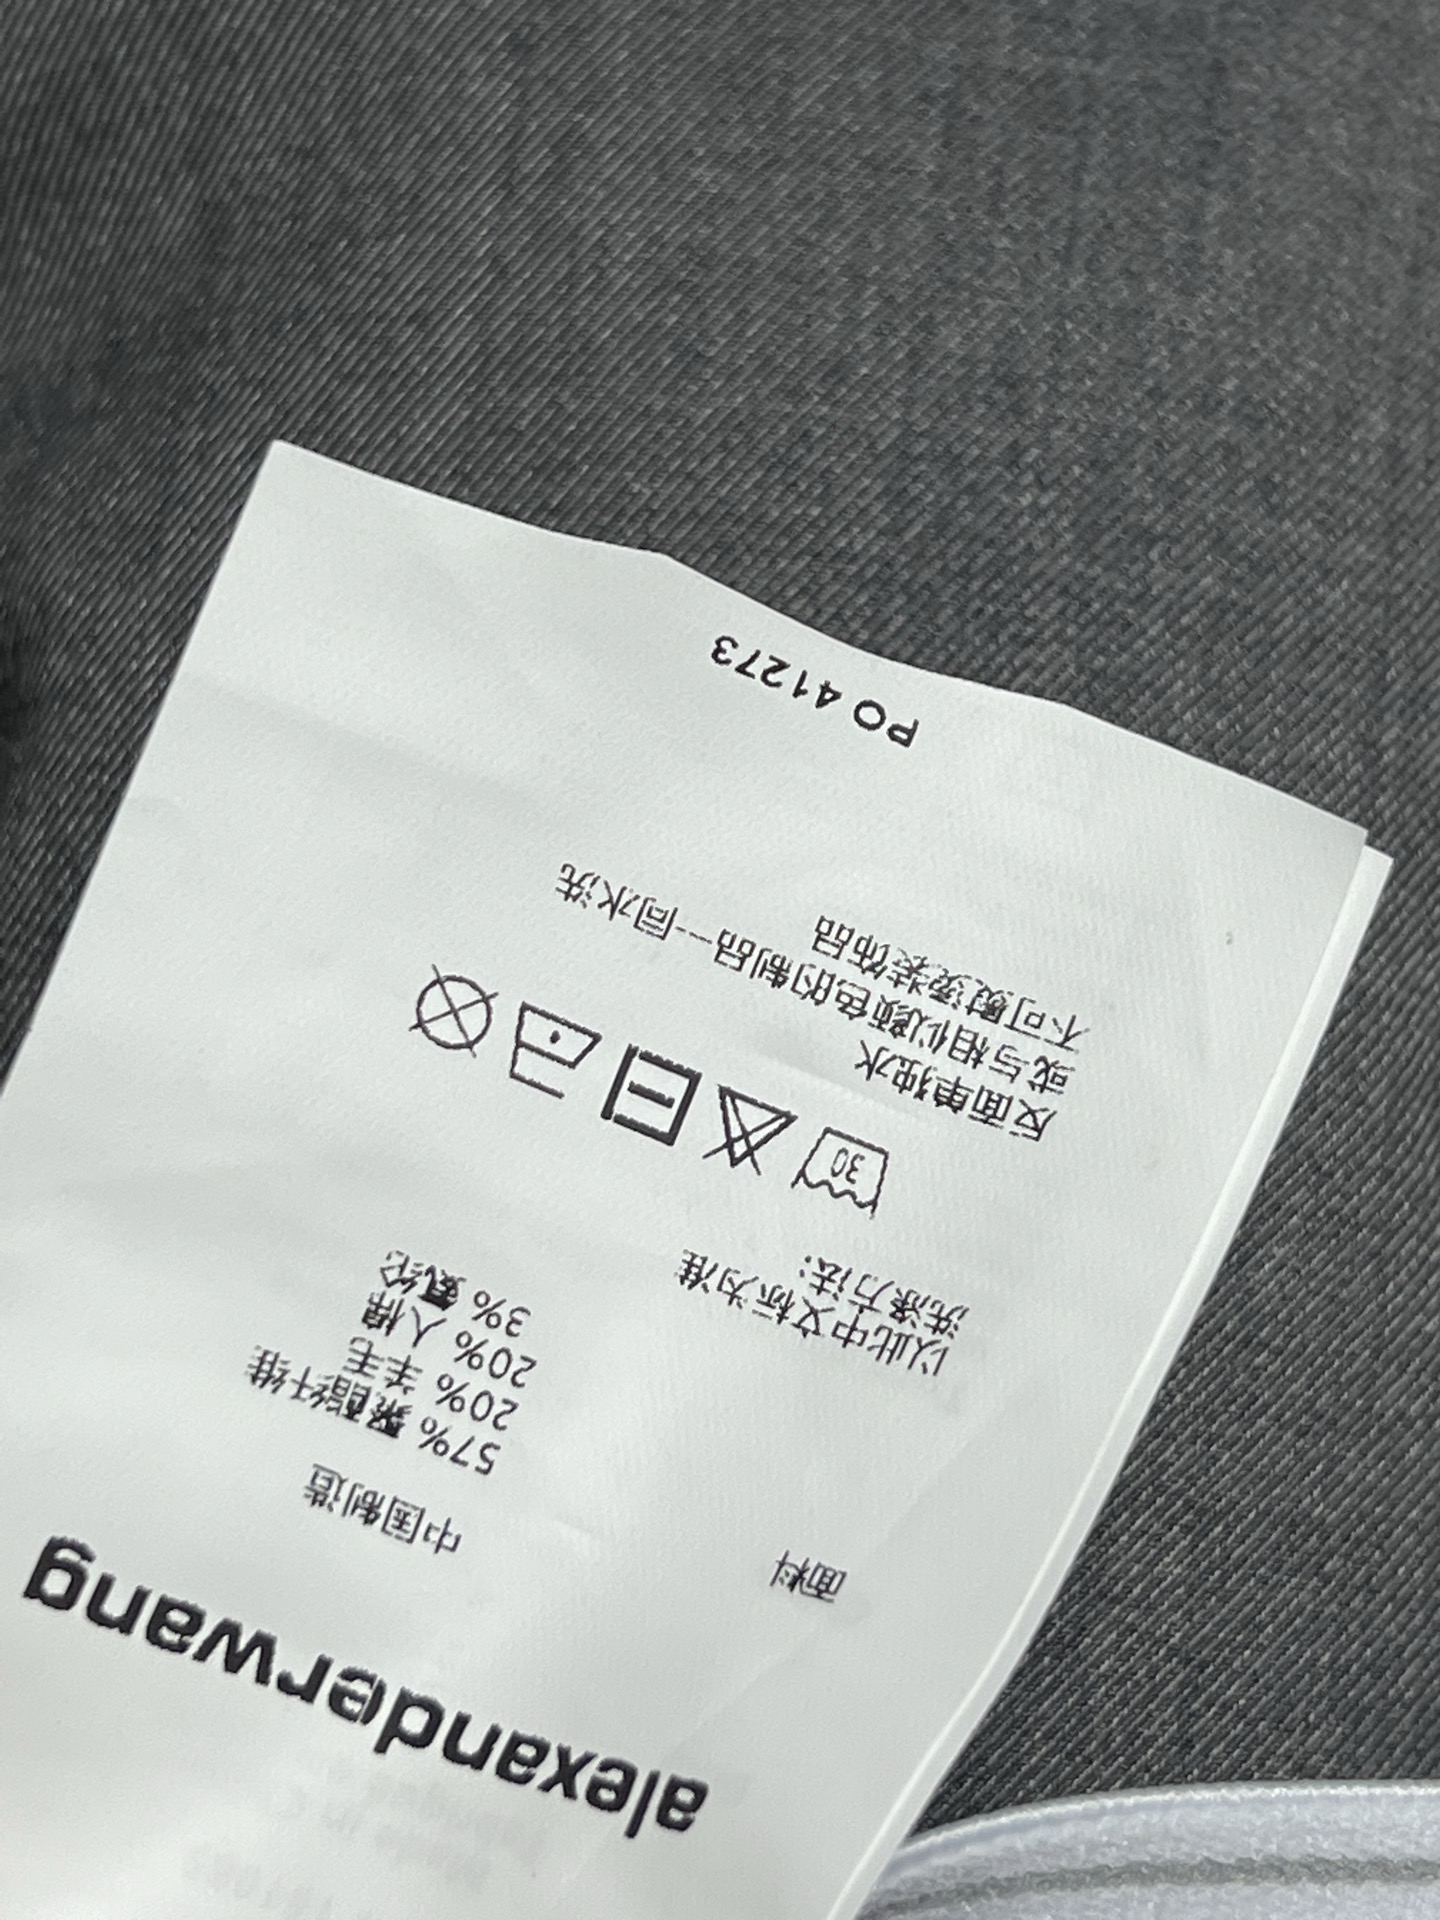 alexanderwang
中国制造
面料 57% 聚酯纤维
20% 羊毛
20% 人棉
3% 氨纶
以此中文标为准
洗涤方法:
30
反面单独水
或与相似颜色的制品一同水洗
不可熨烫装饰品
PO 41273